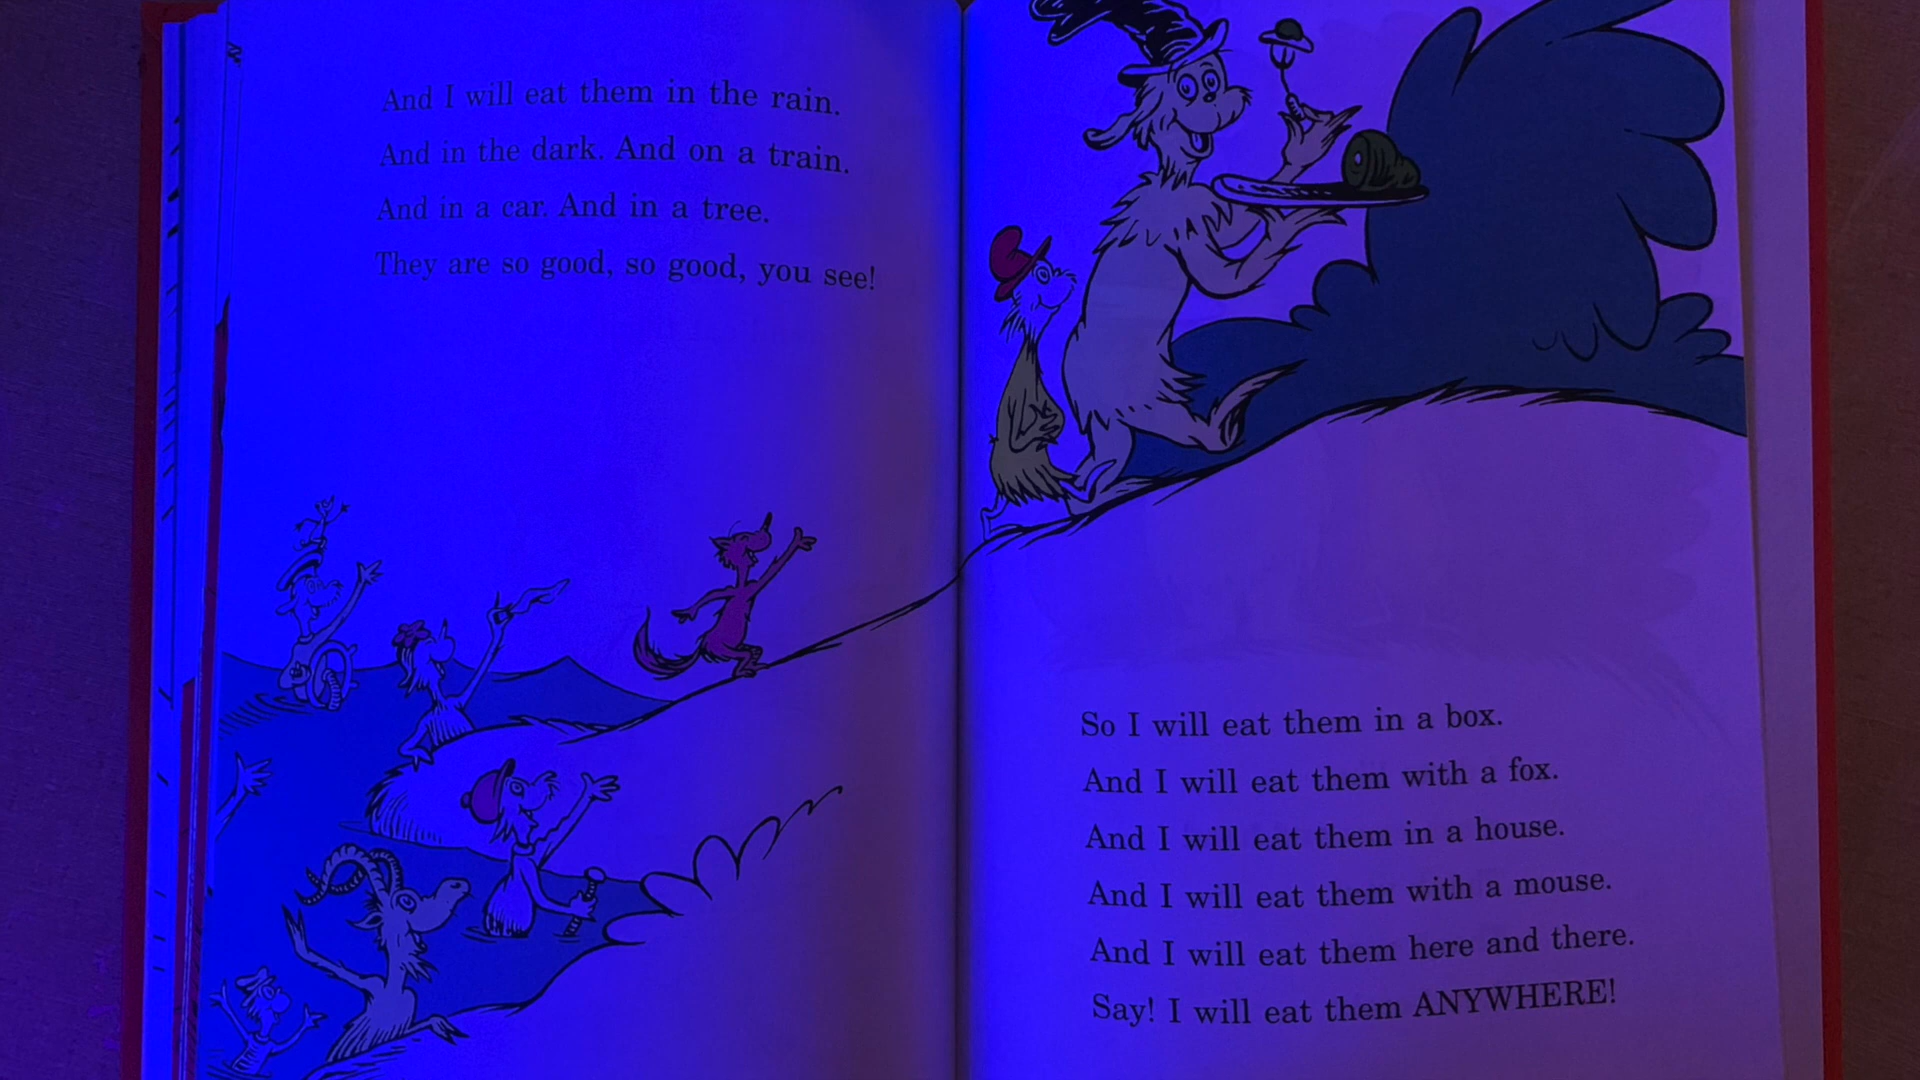 And I will eat them in the rain.
And in the dark. And on a train.
And in a car. And in a tree.
They are so good, so good, you see!
So I will eat them in a box.
And I will eat them with a fox.
And I will eat them in a house.
And I will eat them with a mouse.
And I will eat them here and there.
Say! I will eat them ANYWHERE!